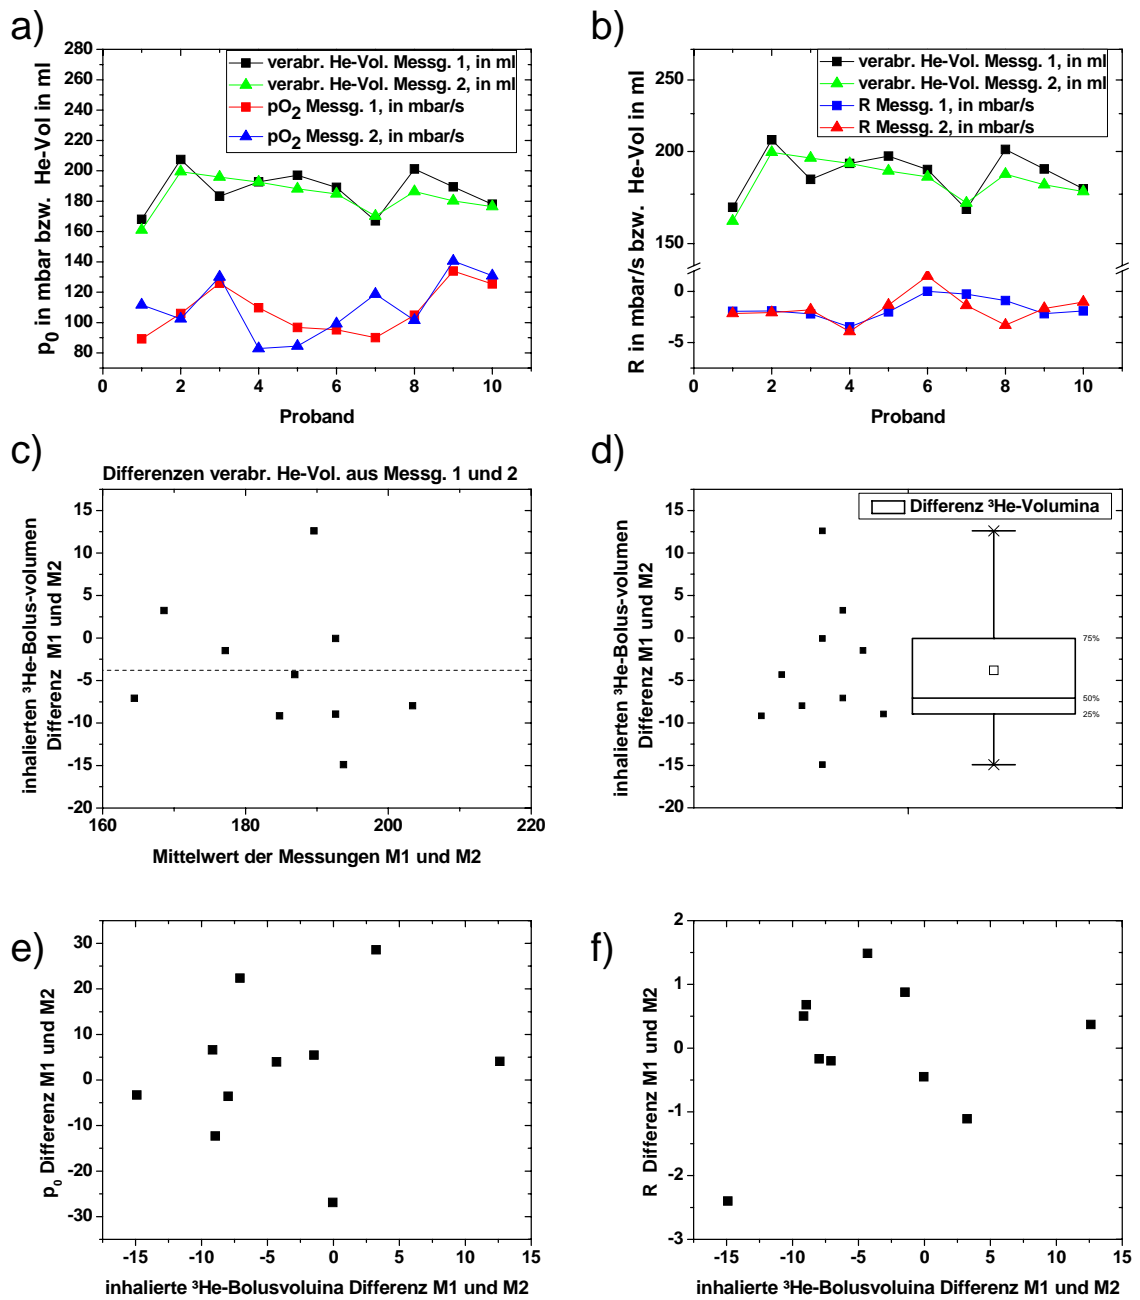 a)
280
260
240
220
200
180
160
140
120
100
80
0 2 4 6 8 10
p0 in mbar bzw. He-Vol in ml
Proband
verabr. He-Vol. Messg. 1, in ml
verabr. He-Vol. Messg. 2, in ml
pO2 Messg. 1, in mbar/s
pO2 Messg. 2, in mbar/s
b)
250
200
150
0
-5
0 2 4 6 8 10
R in mbar/s bzw. He-Vol in ml
Proband
verabr. He-Vol. Messg. 1, in ml
verabr. He-Vol. Messg. 2, in ml
R Messg. 1, in mbar/s
R Messg. 2, in mbar/s
c)
Differenzen verabr. He-Vol. aus Messg. 1 und 2
15
10
5
0
-5
-10
-15
-20
160 180 200 220
inhalierten ³He-Bolus-volumen
Differenz M1 und M2
Mittelwert der Messungen M1 und M2
d)
15
10
5
0
-5
-10
-15
-20
inhalierten ³He-Bolus-volumen
Differenz M1 und M2
Differenz ³He-Volumina
75%
50%
25%
e)
30
20
10
0
-10
-20
-30
-15 -10 -5 0 5 10 15
p0 Differenz M1 und M2
inhalierte ³He-Bolusvoluina Differenz M1 und M2
f)
2
1
0
-1
-2
-3
-15 -10 -5 0 5 10 15
R Differenz M1 und M2
inhalierte ³He-Bolusvoluina Differenz M1 und M2